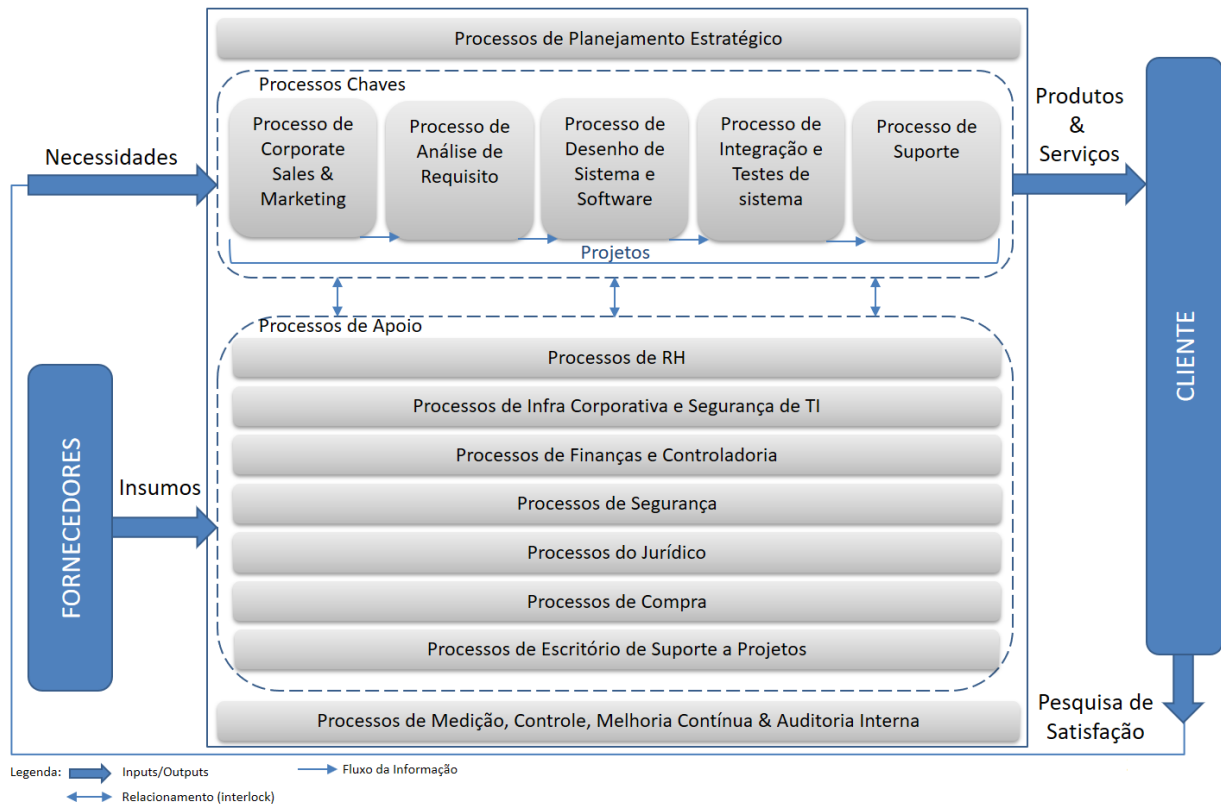 Processos de Planejamento Estratégico
Processos Chaves
Processo de
Corporate
Sales &
Marketing
Processo de
Análise de
Requisito
Processo de
Desenho de
Sistema e
Software
Processo de
Integração e
Testes de
sistema
Processo de
Suporte
Projetos
Necessidades
Produtos
&
Serviços
CLIENTE
Processos de Apoio
Processos de RH
Processos de Infra Corporativa e Segurança de TI
Processos de Finanças e Controladoria
Processos de Segurança
Processos do Jurídico
Processos de Compra
Processos de Escritório de Suporte a Projetos
FORNECEDORES
Insumos
Processos de Medição, Controle, Melhoria Contínua & Auditoria Interna
Pesquisa de
Satisfação
Legenda:
Inputs/Outputs
Fluxo da Informação
Relacionamento (interlock)